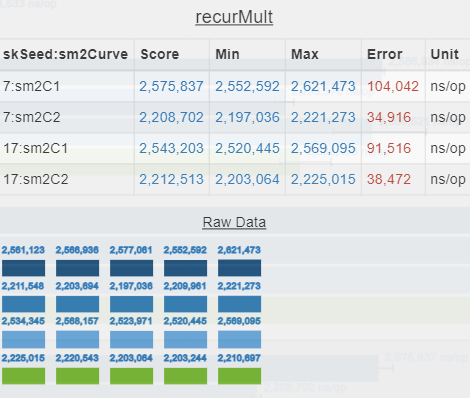 recurMult
skSeed:sm2Curve Score Min Max Error Unit
7:sm2C1 2,575,837 2,552,592 2,621,473 104,042 ns/op
7:sm2C2 2,208,702 2,197,036 2,221,273 34,916 ns/op
17:sm2C1 2,543,203 2,520,445 2,569,095 91,516 ns/op
17:sm2C2 2,212,513 2,203,064 2,225,015 38,472 ns/op
Raw Data
2,561,123 2,566,936 2,577,061 2,552,592 2,621,473
2,211,548 2,203,694 2,197,036 2,209,961 2,221,273
2,534,345 2,568,157 2,523,971 2,520,445 2,569,095
2,225,015 2,220,543 2,203,064 2,203,244 2,210,697